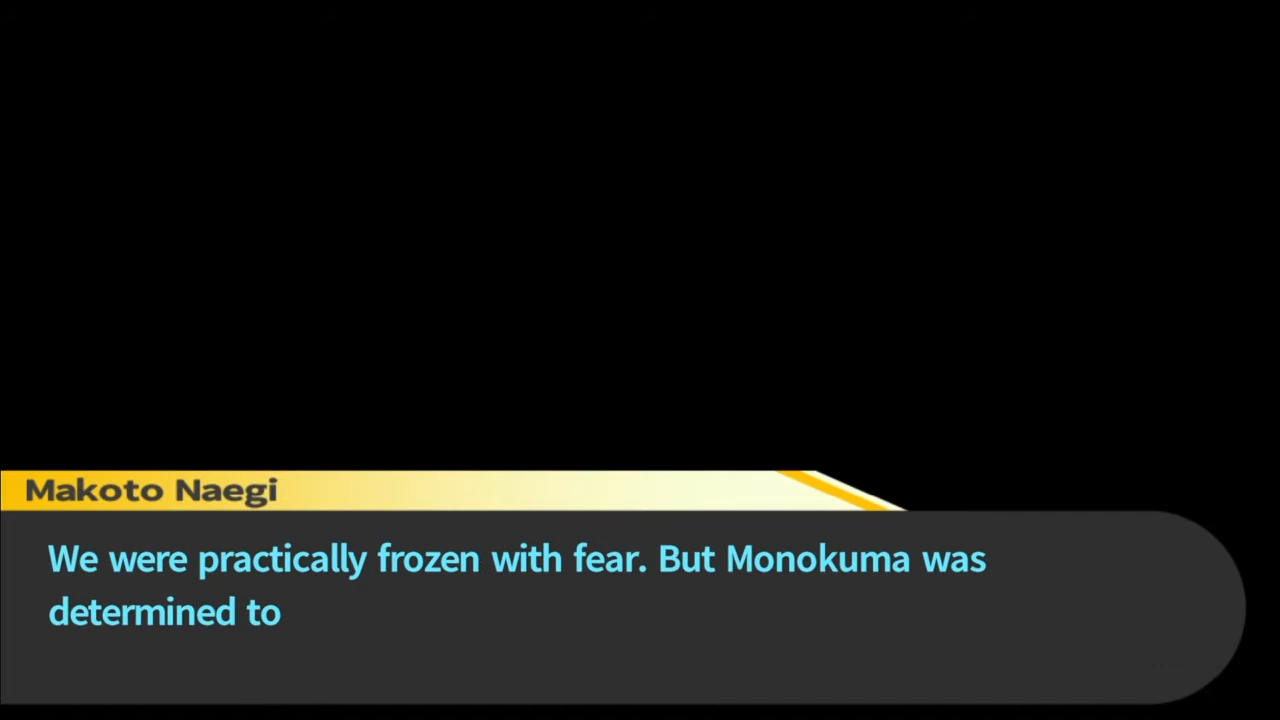 Makoto Naegi
We were practically frozen with fear. But Monokuma was
determined to